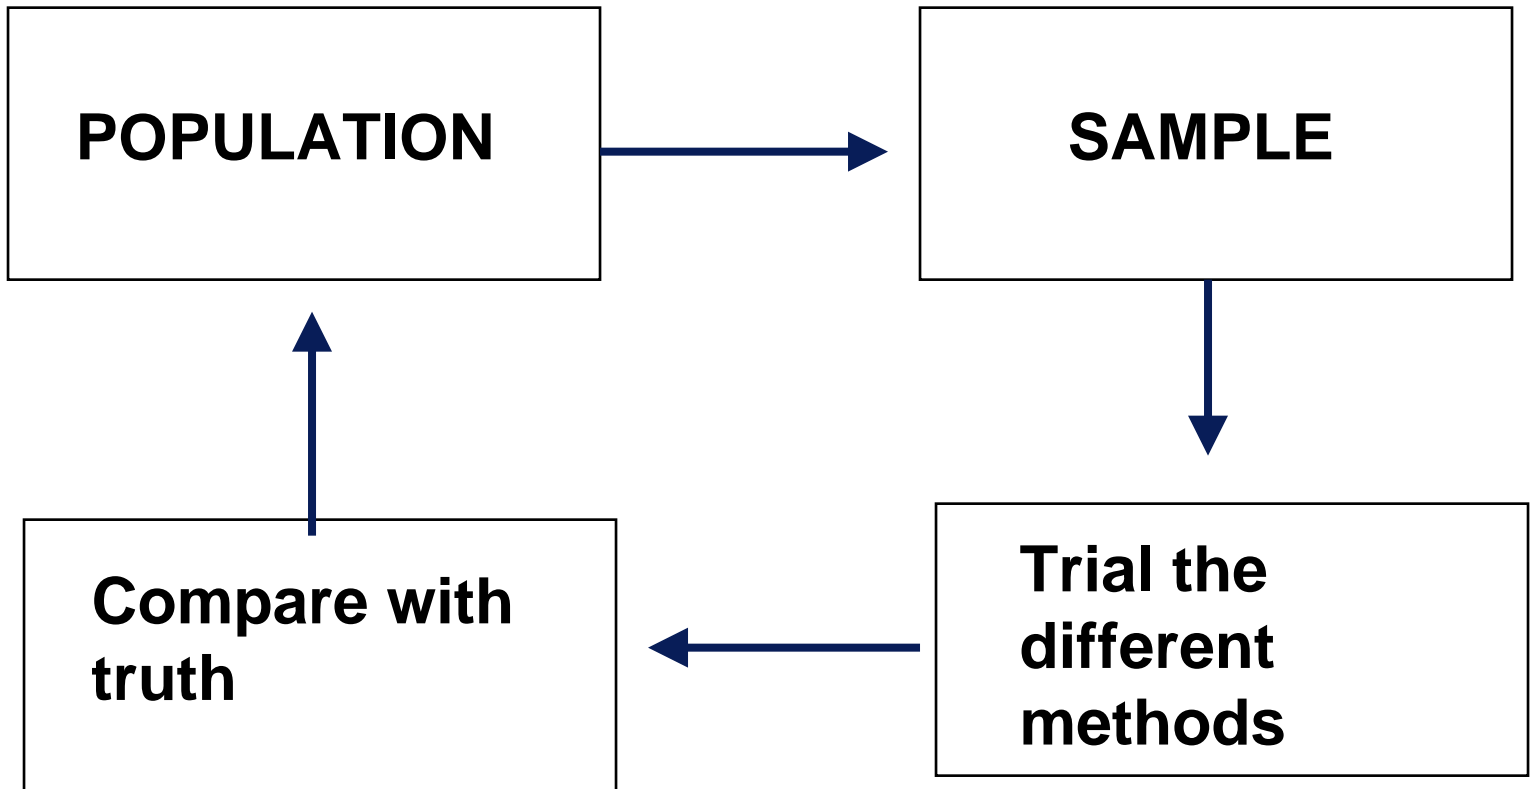 POPULATION
SAMPLE
Compare with
truth
Trial the
different
methods